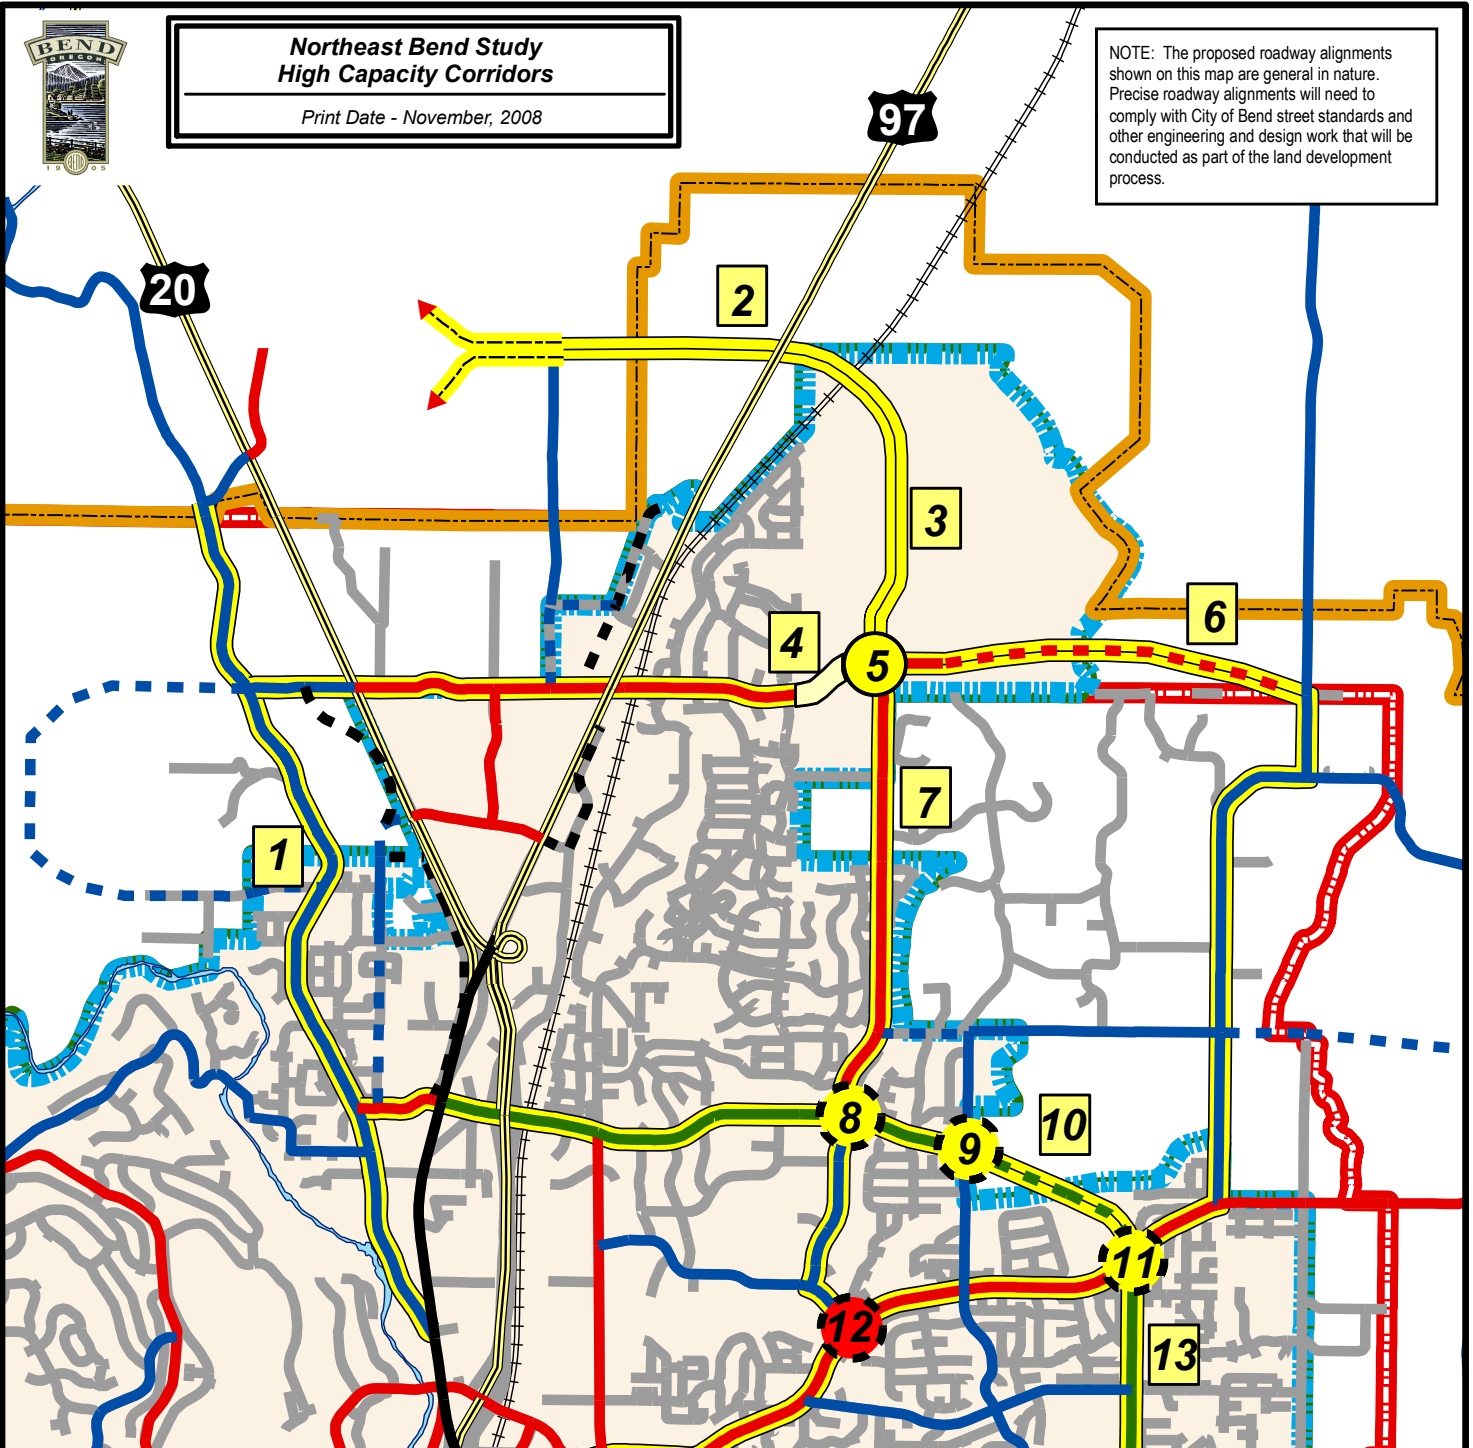 BEND
OREGON
BEND
1905
Northeast Bend Study
High Capacity Corridors
Print Date - November, 2008
NOTE: The proposed roadway alignments
shown on this map are general in nature.
Precise roadway alignments will need to
comply with City of Bend street standards and
other engineering and design work that will be
conducted as part of the land development
process.
97
20
2
3
6
4
5
7
1
8
9
10
11
12
13